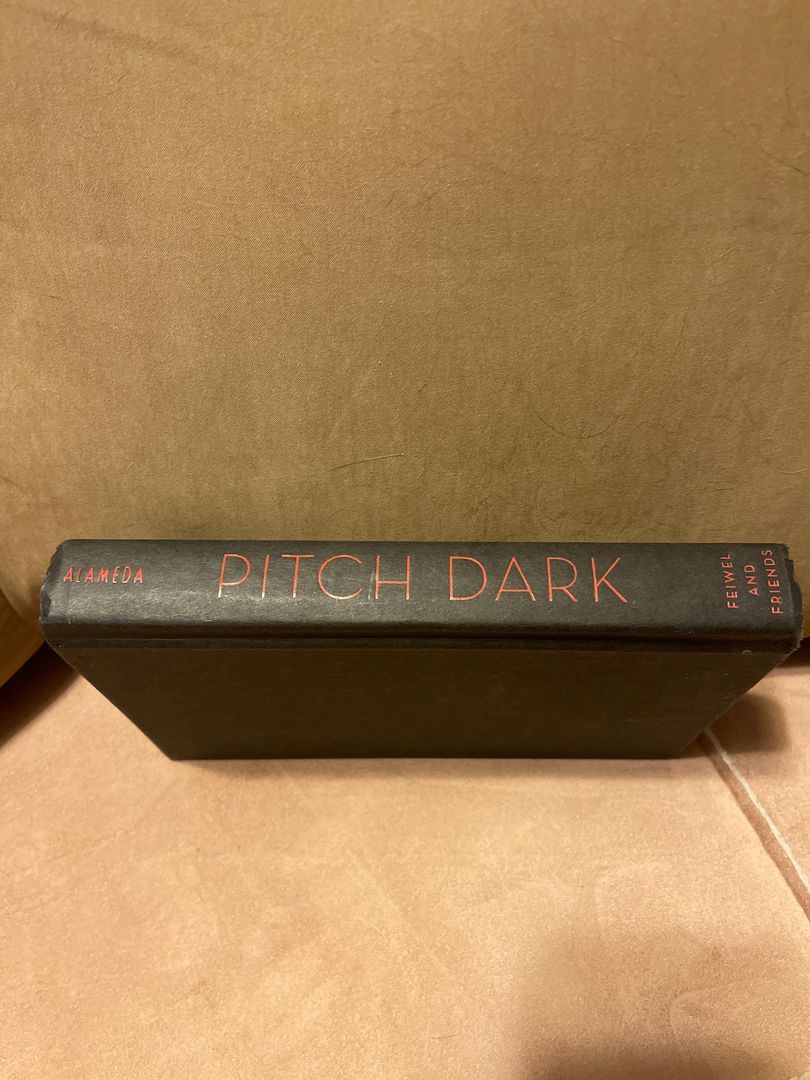 ALAMEDA
PITCH DARK
FEIWEL
AND
FRIENDS